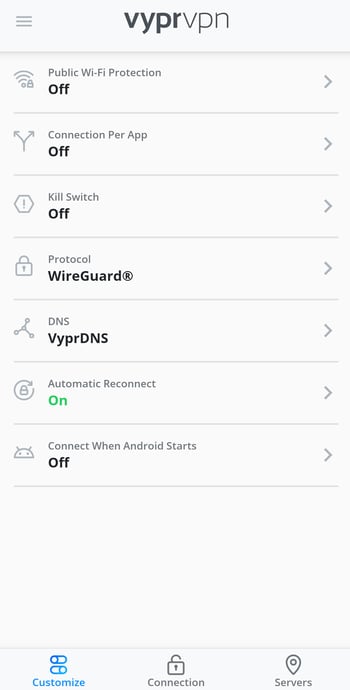 vyprvpn
Public Wi-Fi Protection
Off
Connection Per App
Off
Kill Switch
Off
Protocol
WireGuard®
DNS
VyprDNS
Automatic Reconnect
On
Connect When Android Starts
Off
Customize
Connection
Servers